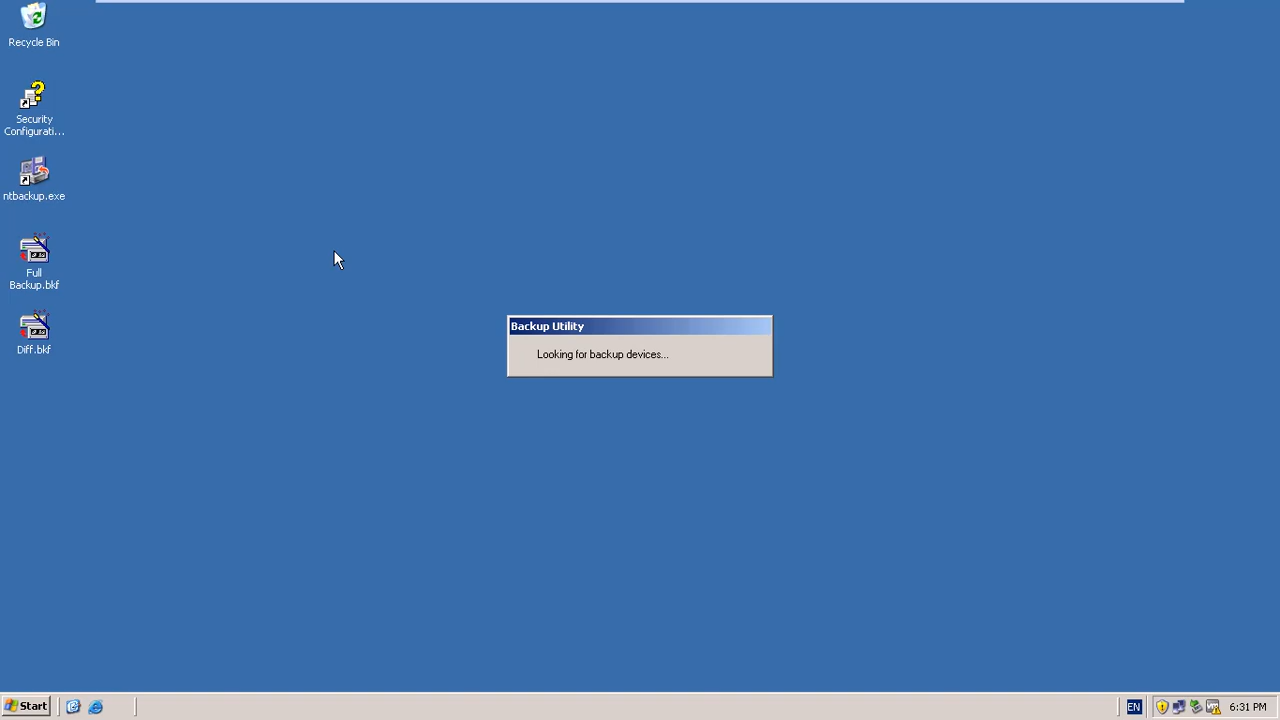 Recycle Bin
Security
Configurati...
ntbackup.exe
Full
Backup.bkf
Diff.bkf
Backup Utility
Looking for backup devices...
Start
EN
6:31 PM